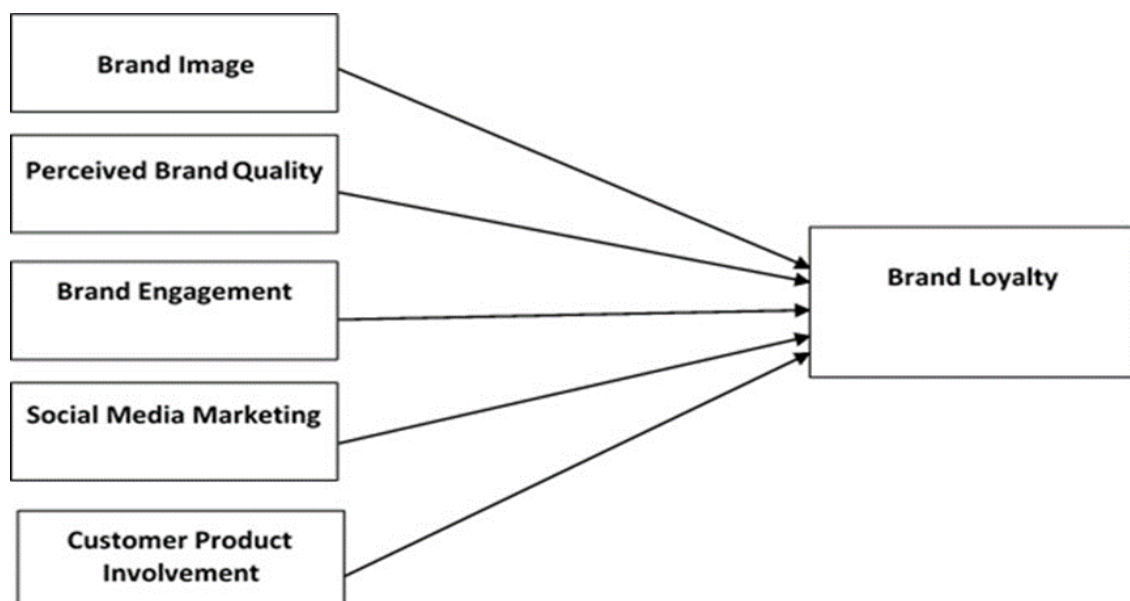 Brand Image
Perceived Brand Quality
Brand Engagement
Social Media Marketing
Customer Product
Involvement
Brand Loyalty